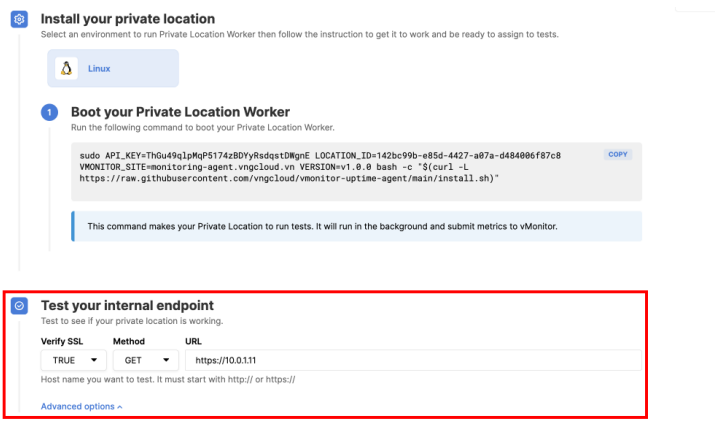 Install your private location
Select an environment to run Private Location Worker then follow the instruction to get it to work and be ready to assign to tests.
Linux
1
Boot your Private Location Worker
Run the following command to boot your Private Location Worker.
sudo API_KEY=ThGu49qlpMqP5174zBDYyRsdqstDWgnE LOCATION_ID=142bc99b-e85d-4427-a07a-d484006f87c8
COPY
VMONITOR_SITE=monitoring-agent.vngcloud.vn VERSION=v1.0.0 bash -c "$(curl -L
https://raw.githubusercontent.com/vngcloud/vmonitor-uptime-agent/main/install.sh)"
This command makes your Private Location to run tests. It will run in the background and submit metrics to vMonitor.
Test your internal endpoint
Test to see if your private location is working.
Verify SSL Method URL
TRUE GET https://10.0.1.11
Host name you want to test. It must start with http:// or https://
Advanced options